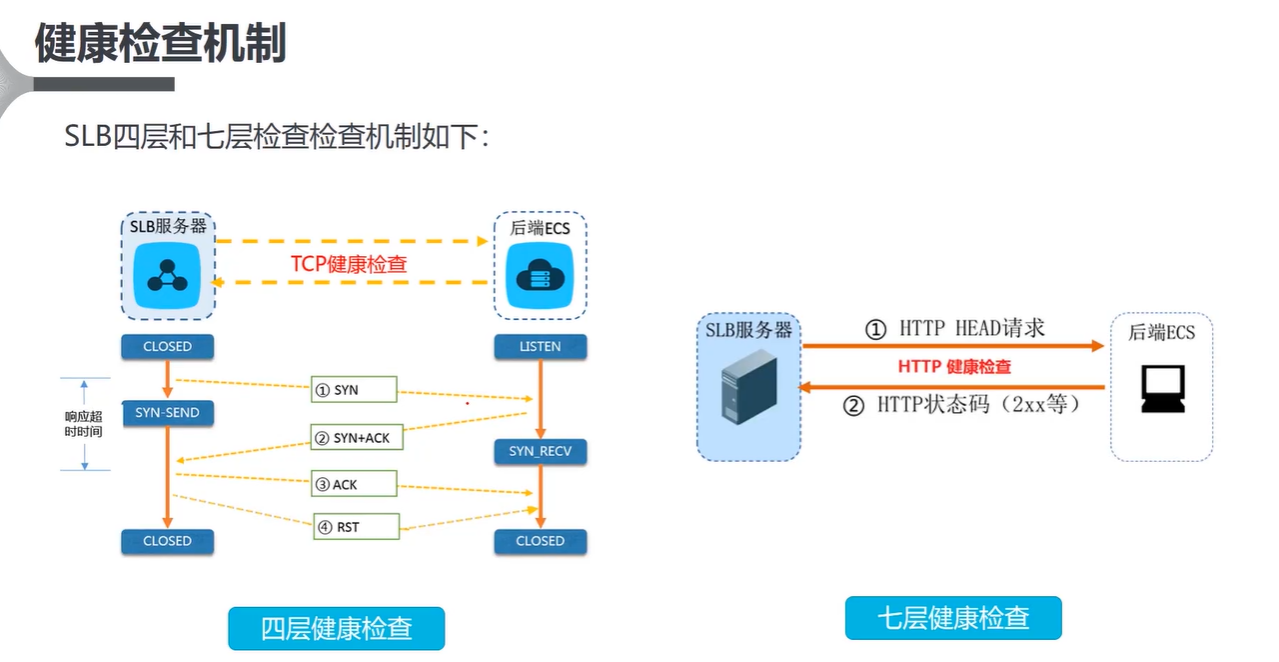 健康检查机制
SLB四层和七层检查检查机制如下：
SLB服务器
后端ECS
TCP健康检查
CLOSED
LISTEN
① SYN
响应超
时时间
SYN-SEND
② SYN+ACK
SYN_RECV
③ ACK
④ RST
CLOSED
CLOSED
四层健康检查
SLB服务器
① HTTP HEAD请求
后端ECS
HTTP 健康检查
② HTTP状态码（2xx等）
七层健康检查